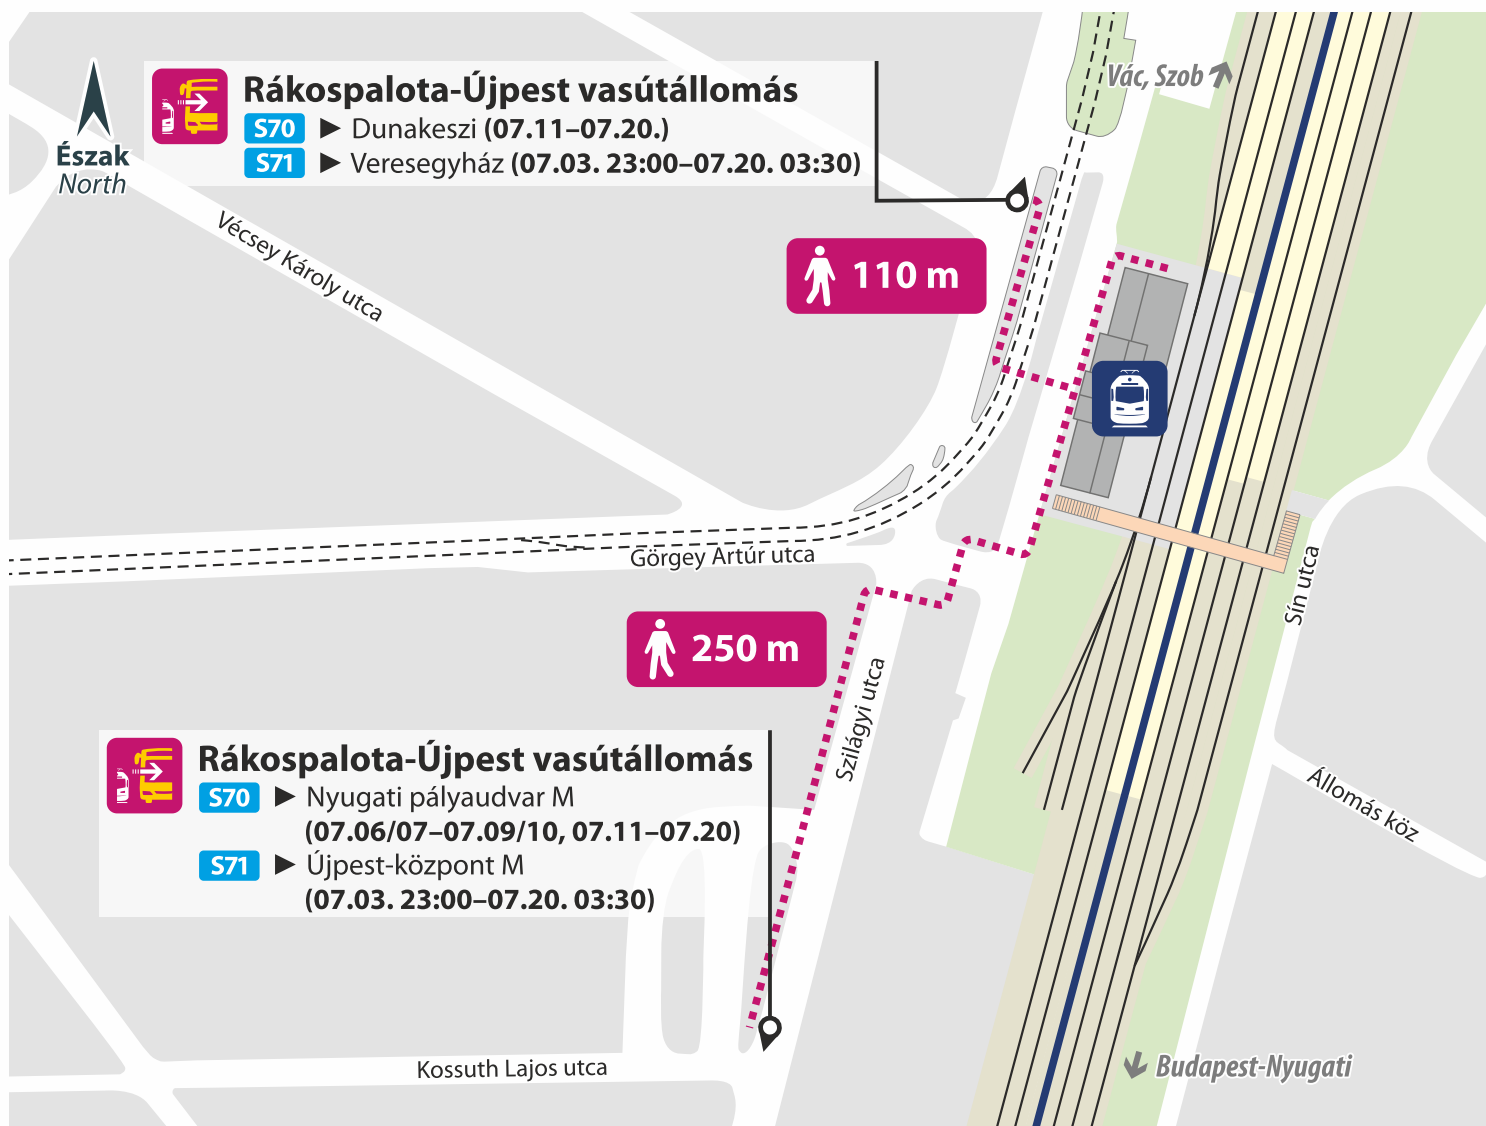 Rákospalota-Újpest vasútállomás
S70 ► Dunakeszi (07.11–07.20.)
S71 ► Veresegyház (07.03. 23:00–07.20. 03:30)
Vác, Szob
Észak
North
Vécsey Károly utca
110 m
Görgey Artúr utca
Sín utca
250 m
Szilágyi utca
Rákospalota-Újpest vasútállomás
S70 ► Nyugati pályaudvar M
(07.06/07–07.09/10, 07.11–07.20)
S71 ► Újpest-központ M
(07.03. 23:00–07.20. 03:30)
Állomás köz
Kossuth Lajos utca
Budapest-Nyugati